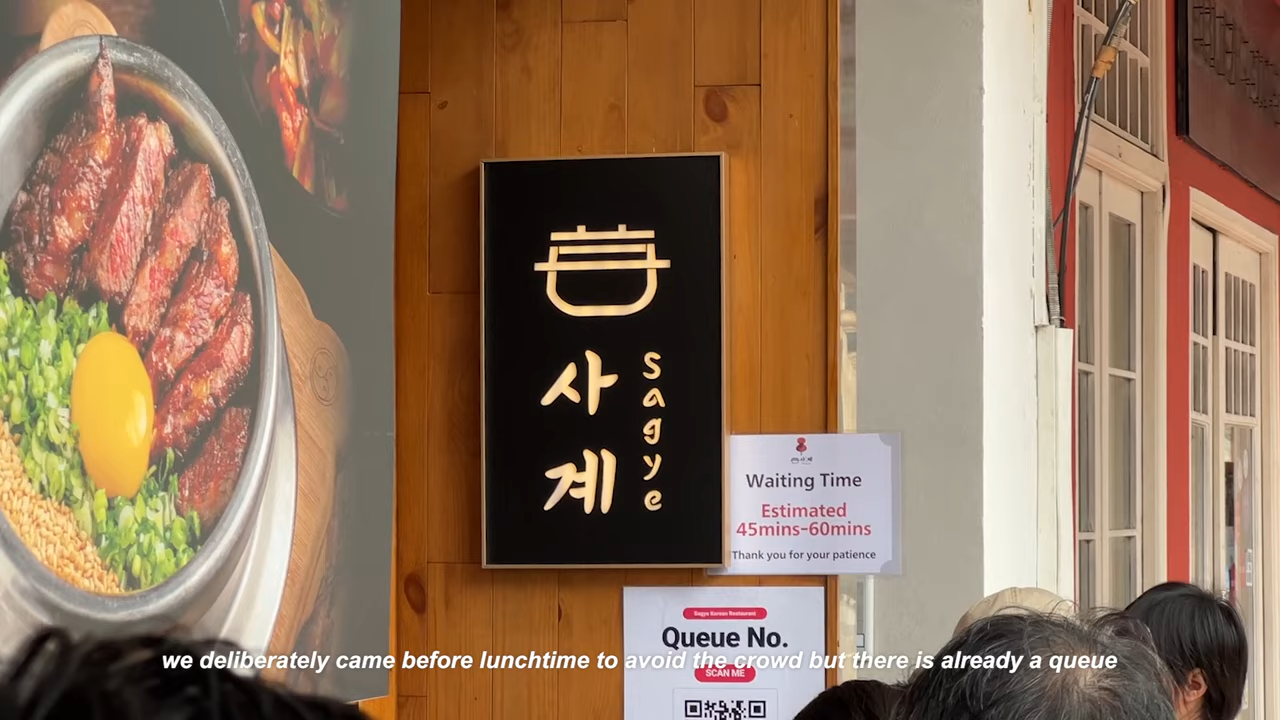 사계
sagye
Waiting Time
Estimated
45mins-60mins
Thank you for your patience
Sagye Korean Restaurant
Queue No.
SCAN ME
we deliberately came before lunchtime to avoid the crowd but there is already a queue